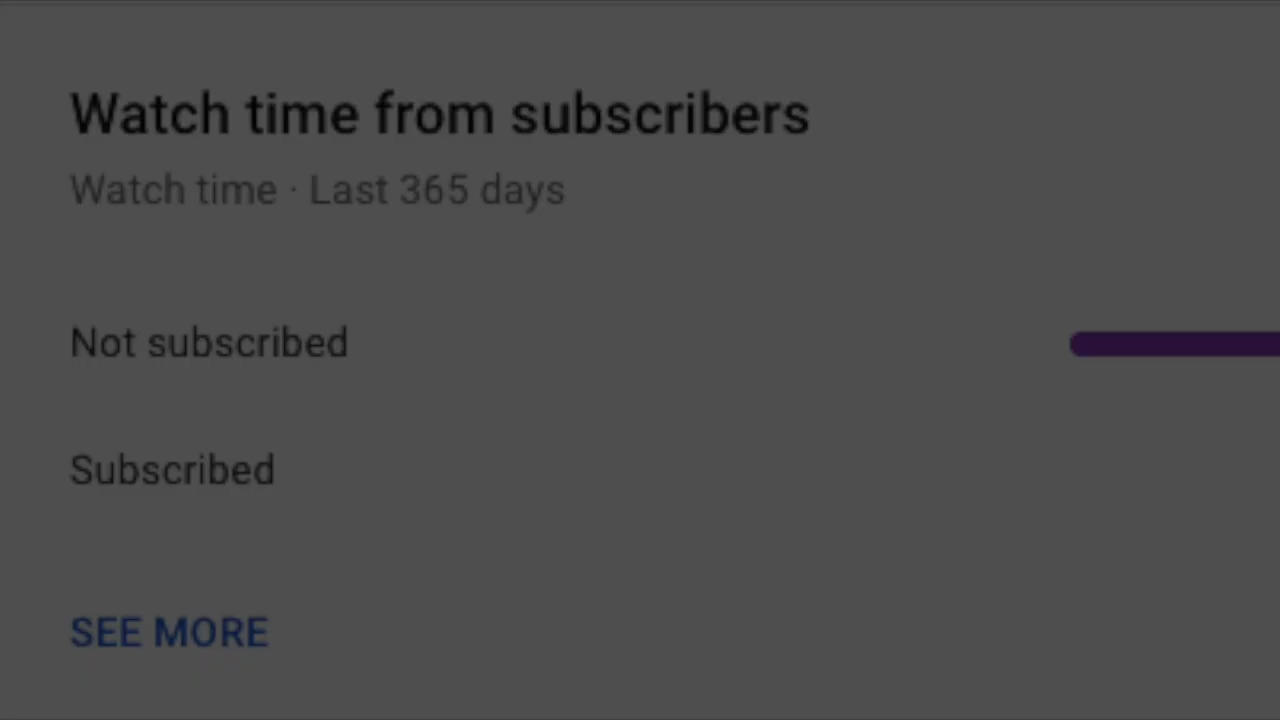 Watch time from subscribers
Watch time · Last 365 days
Not subscribed
Subscribed
SEE MORE